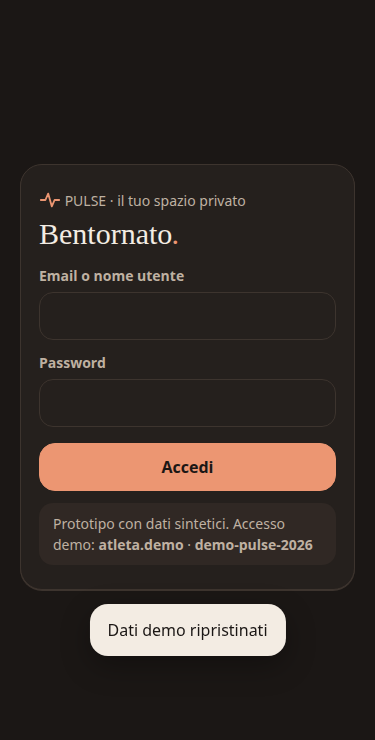 PULSE · il tuo spazio privato
Bentornato.
Email o nome utente
Password
Accedi
Prototipo con dati sintetici. Accesso
demo: atleta.demo · demo-pulse-2026
Dati demo ripristinati